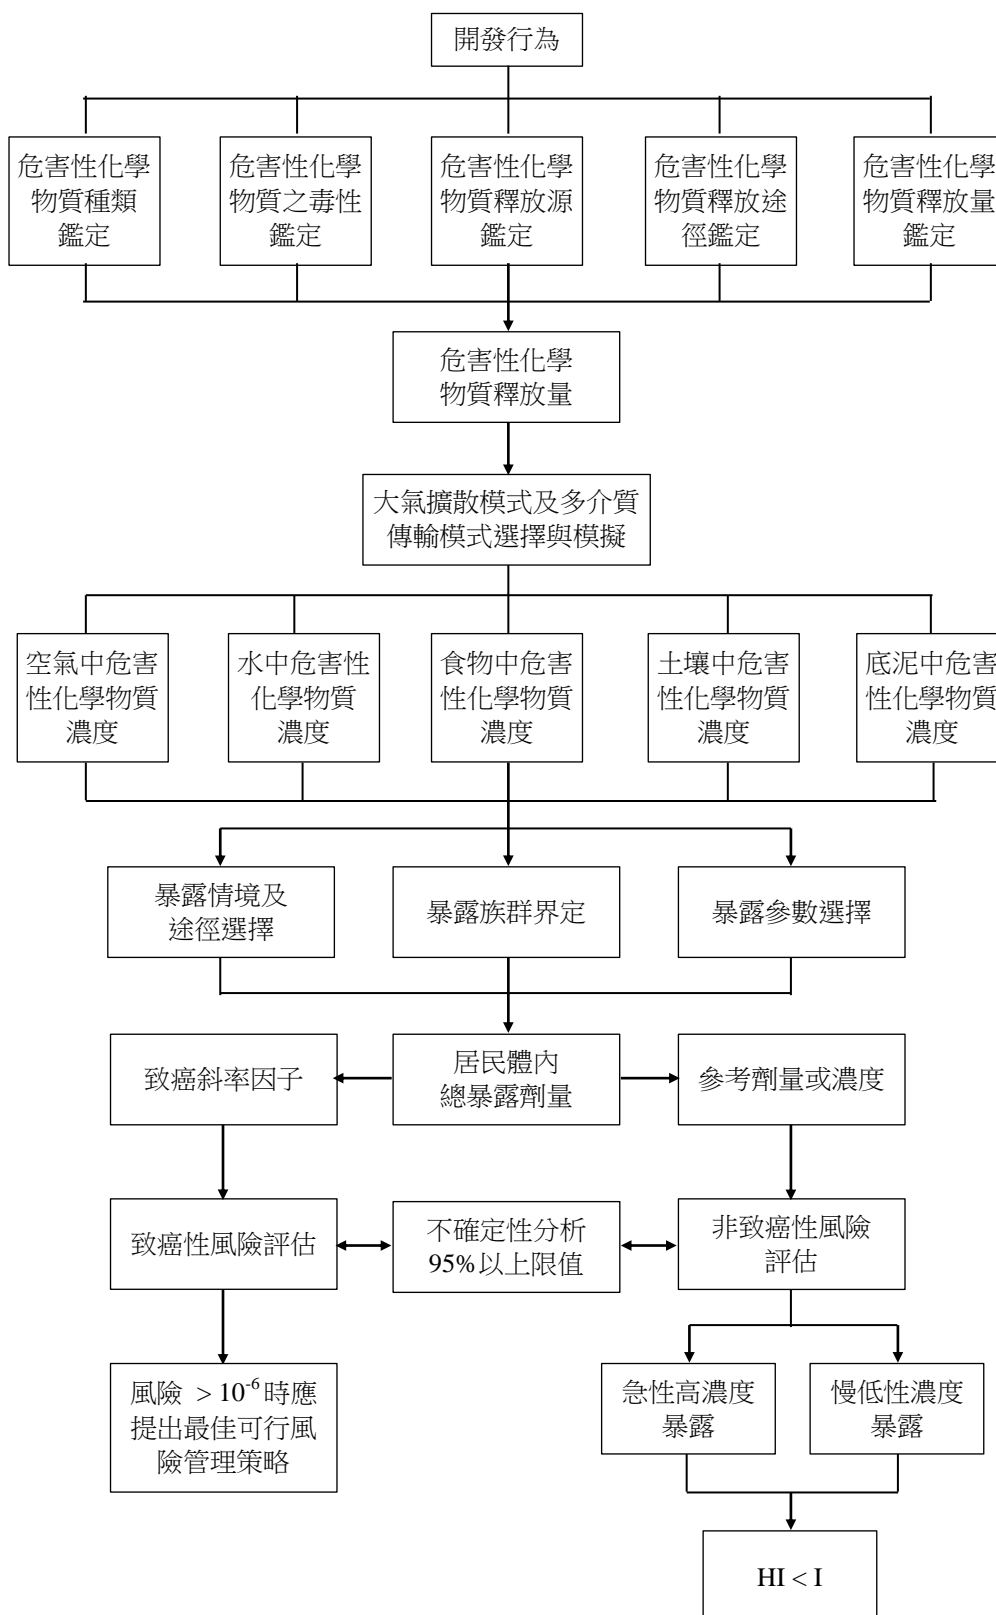 開發行為
危害性化學
物質種類
鑑定
危害性化學
物質之毒性
鑑定
危害性化學
物質釋放源
鑑定
危害性化學
物質釋放途
徑鑑定
危害性化學
物質釋放量
鑑定
危害性化學
物質釋放量
大氣擴散模式及多介質
傳輸模式選擇與模擬
空氣中危害
性化學物質
濃度
水中危害性
化學物質
濃度
食物中危害
性化學物質
濃度
土壤中危害
性化學物質
濃度
底泥中危害
性化學物質
濃度
暴露情境及
途徑選擇
暴露族群界定
暴露參數選擇
致癌斜率因子
居民體內
總暴露劑量
參考劑量或濃度
致癌性風險評估
不確定性分析
95%以上限值
非致癌性風險
評估
風險 > 10⁻⁶時應
提出最佳可行風
險管理策略
急性高濃度
暴露
慢低性濃度
暴露
HI < I